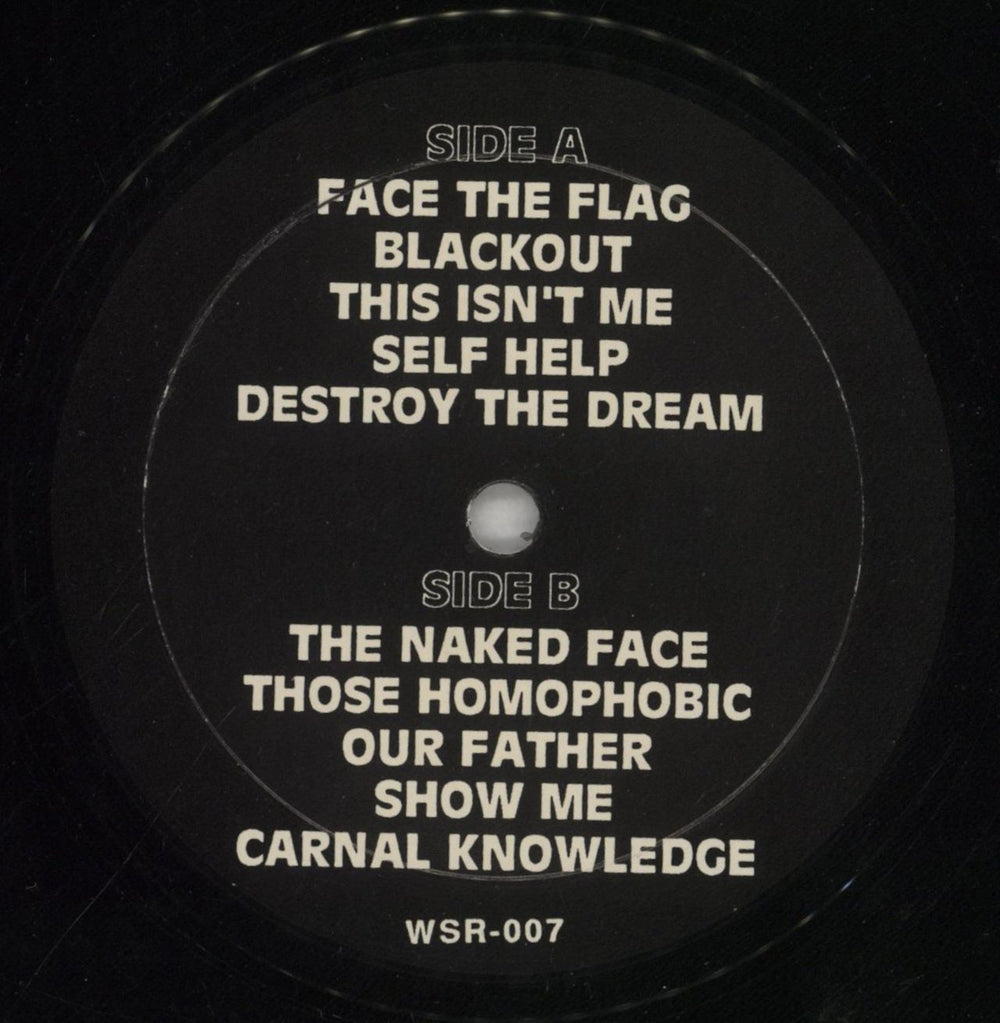 SIDE A
FACE THE FLAG
BLACKOUT
THIS ISN'T ME
SELF HELP
DESTROY THE DREAM
SIDE B
THE NAKED FACE
THOSE HOMOPHOBIC
OUR FATHER
SHOW ME
CARNAL KNOWLEDGE
WSR-007